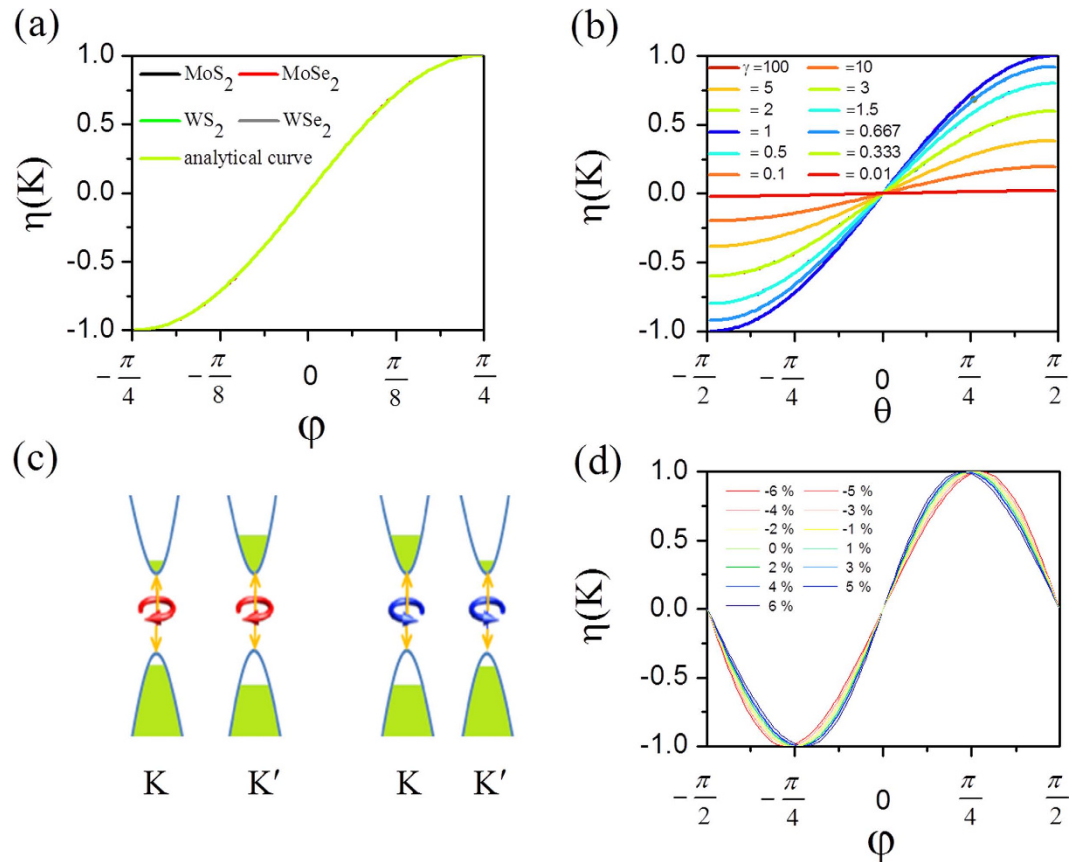 (a)
1.0
0.5
0.0
-0.5
-1.0
η(K)
MoS2 MoSe2
WS2 WSe2
analytical curve
-π/4 -π/8 0 π/8 π/4
φ
(b)
1.0
0.5
0.0
-0.5
-1.0
η(K)
γ=100 =10
= 5 = 3
= 2 =1.5
= 1 = 0.667
= 0.5 = 0.333
= 0.1 = 0.01
-π/2 -π/4 0 π/4 π/2
θ
(c)
K K′ K K′
(d)
1.0
0.5
0.0
-0.5
-1.0
η(K)
-6 % -5 %
-4 % -3 %
-2 % -1 %
0 % 1 %
2 % 3 %
4 % 5 %
6 %
-π/2 -π/4 0 π/4 π/2
φ